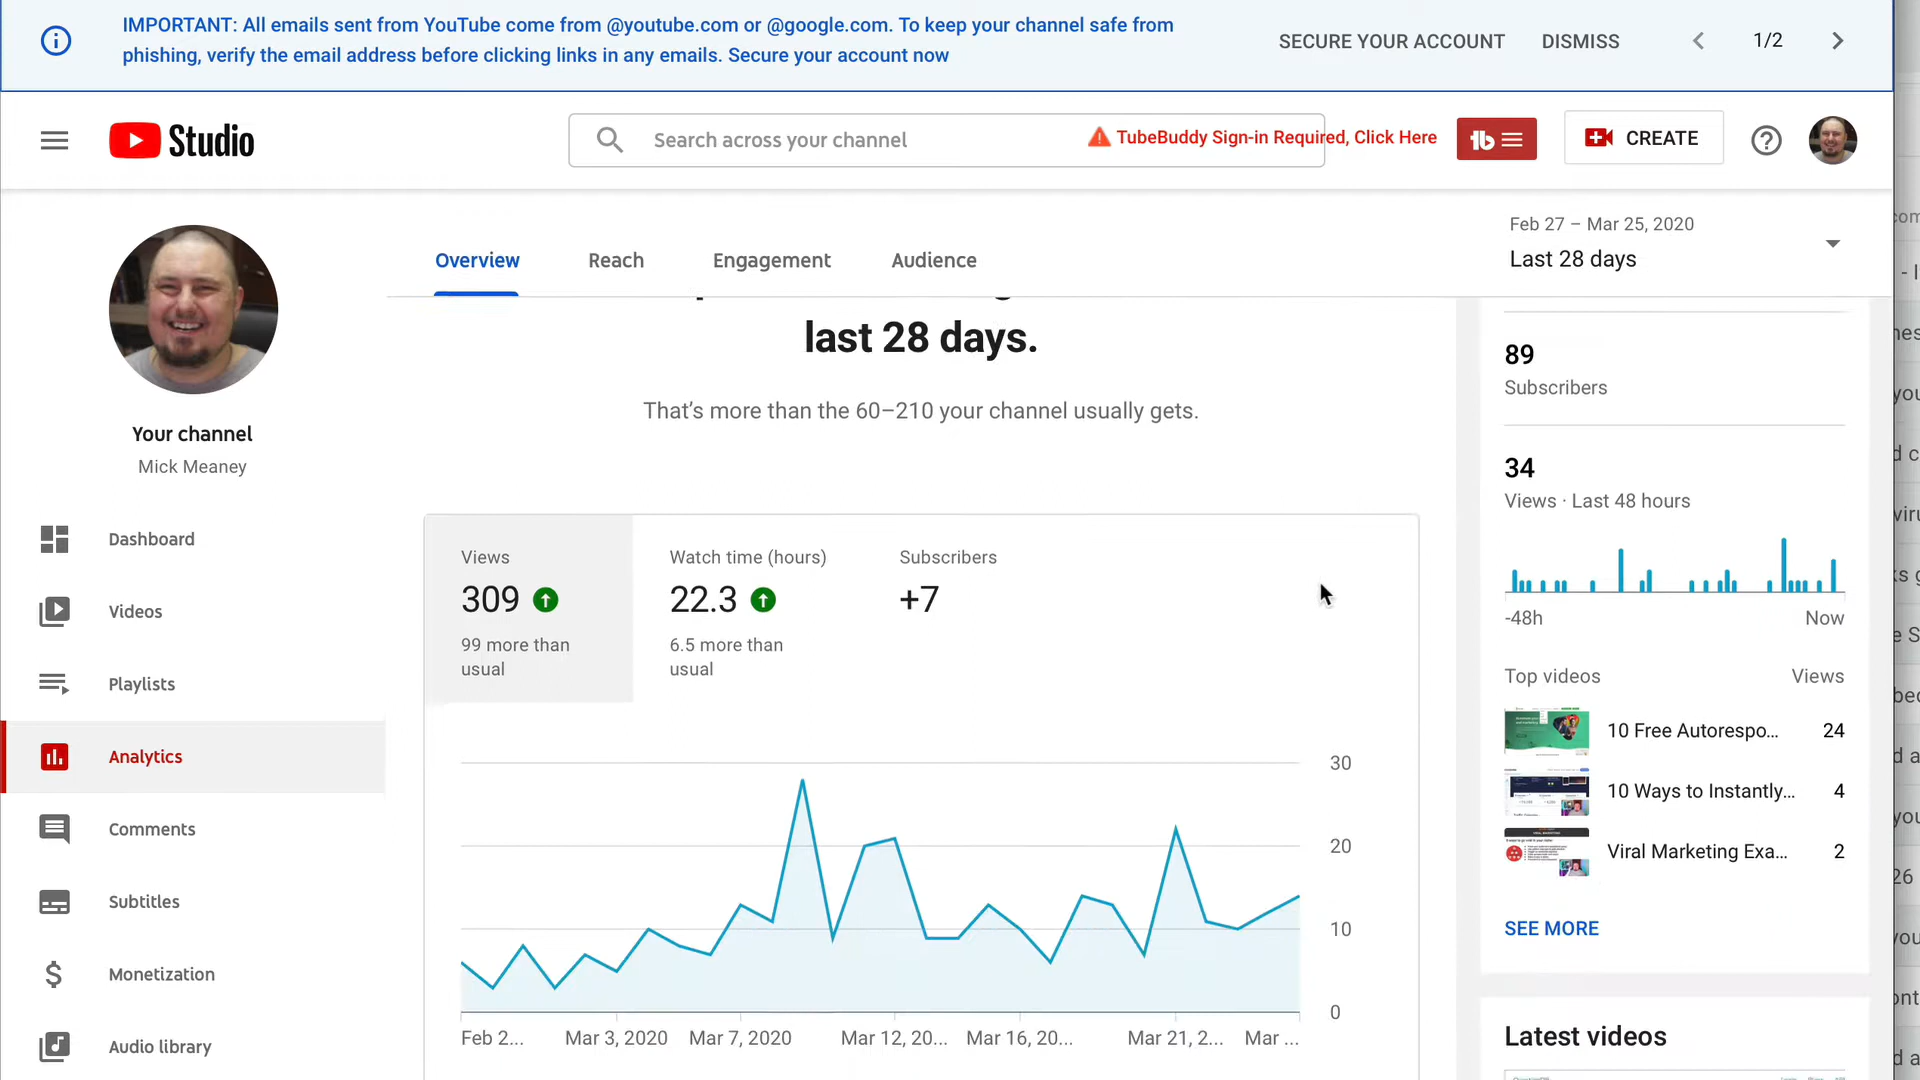 IMPORTANT: All emails sent from YouTube come from @youtube.com or @google.com. To keep your channel safe from
phishing, verify the email address before clicking links in any emails. Secure your account now
SECURE YOUR ACCOUNT
DISMISS
1/2
Studio
Search across your channel
TubeBuddy Sign-in Required, Click Here
CREATE
Your channel
Mick Meaney
Dashboard
Videos
Playlists
Analytics
Comments
Subtitles
Monetization
Audio library
Overview
Reach
Engagement
Audience
Feb 27 – Mar 25, 2020
Last 28 days
last 28 days.
That's more than the 60–210 your channel usually gets.
Views
309
99 more than
usual
Watch time (hours)
22.3
6.5 more than
usual
Subscribers
+7
30
20
10
0
Feb 2...
Mar 3, 2020
Mar 7, 2020
Mar 12, 20...
Mar 16, 20...
Mar 21, 2...
Mar ...
89
Subscribers
34
Views · Last 48 hours
-48h
Now
Top videos
Views
10 Free Autorespo...
24
10 Ways to Instantly...
4
Viral Marketing Exa...
2
SEE MORE
Latest videos